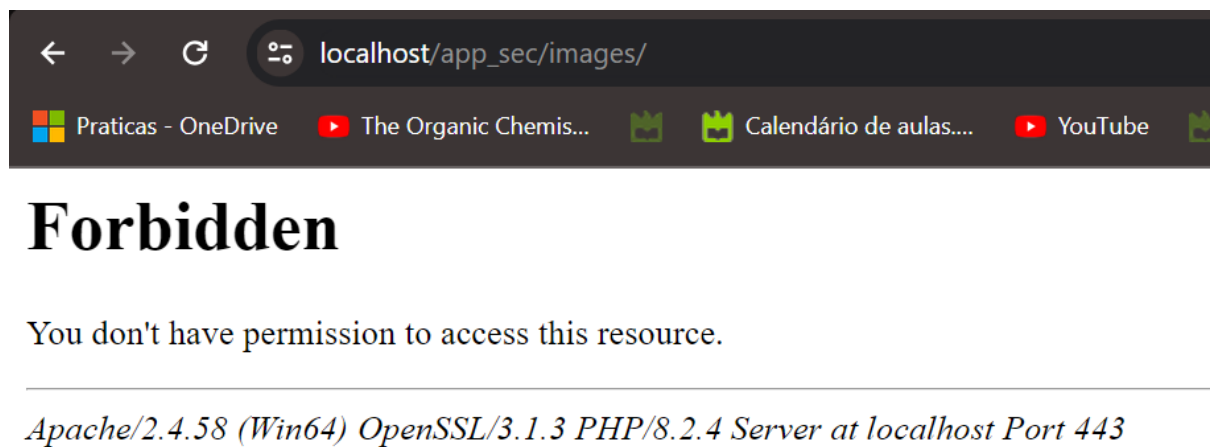 localhost/app_sec/images/
Praticas - OneDrive The Organic Chemis... Calendário de aulas.... YouTube
Forbidden
You don't have permission to access this resource.
Apache/2.4.58 (Win64) OpenSSL/3.1.3 PHP/8.2.4 Server at localhost Port 443